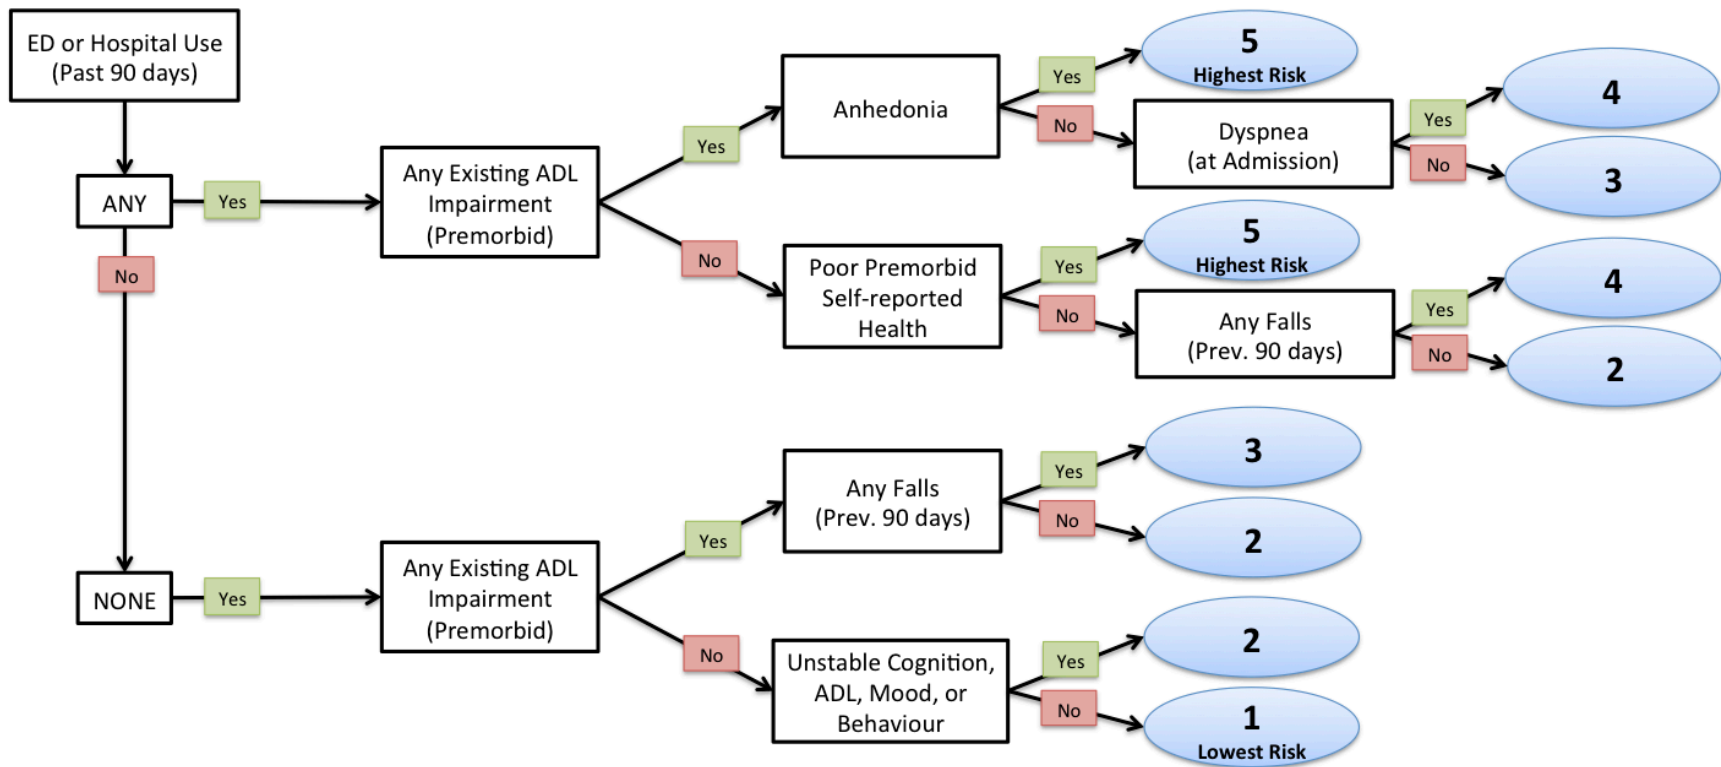 ED or Hospital Use
(Past 90 days)
ANY
Yes
No
NONE
Yes
Any Existing ADL
Impairment
(Premorbid)
Yes
No
Anhedonia
Yes
No
5
Highest Risk
Dyspnea
(at Admission)
Yes
No
4
3
Poor Premorbid
Self-reported
Health
Yes
No
5
Highest Risk
Any Falls
(Prev. 90 days)
Yes
No
4
2
Any Existing ADL
Impairment
(Premorbid)
Yes
No
Any Falls
(Prev. 90 days)
Yes
No
3
2
Unstable Cognition,
ADL, Mood, or
Behaviour
Yes
No
2
1
Lowest Risk